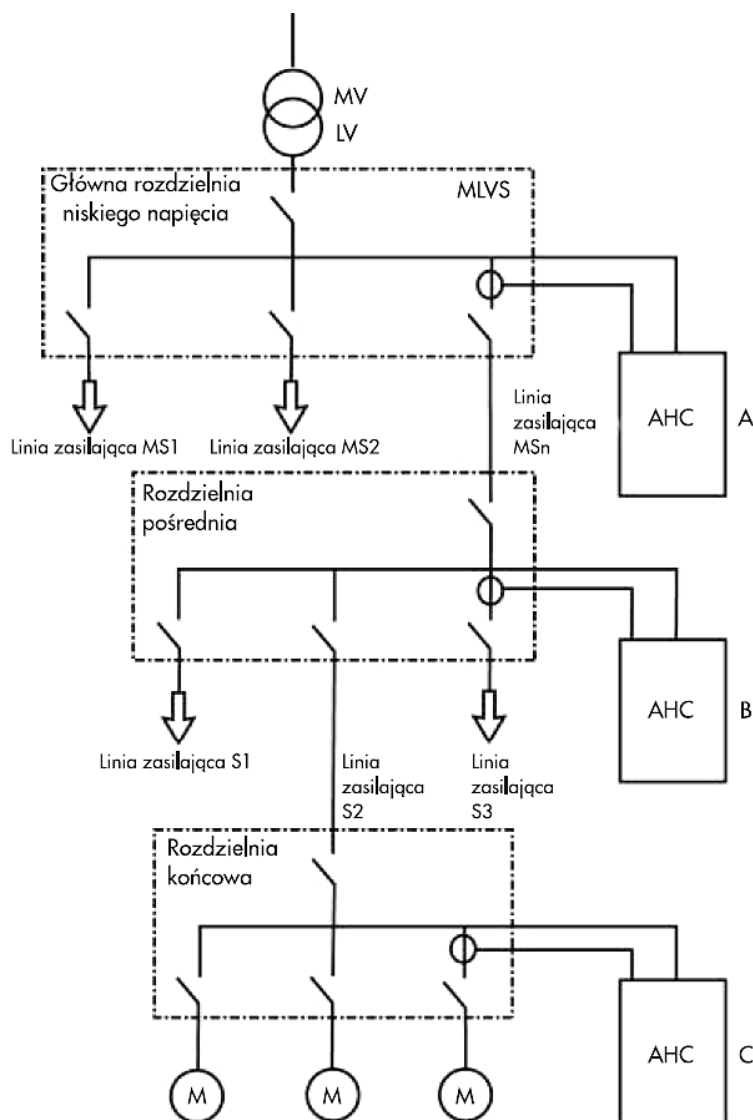 MV
LV
Główna rozdzielnia
niskiego napięcia
MLVS
AHC
A
Linia zasilająca MS1
Linia zasilająca MS2
Linia
zasilająca
MSn
Rozdzielnia
pośrednia
AHC
B
Linia zasilająca S1
Linia
zasilająca
S2
Linia
zasilająca
S3
Rozdzielnia
końcowa
AHC
C
M
M
M